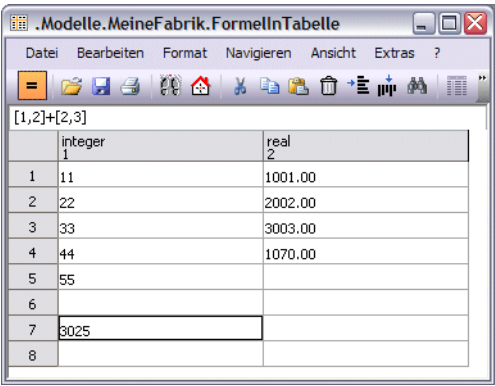 .Modelle.MeineFabrik.FormelInTabelle
Datei Bearbeiten Format Navigieren Ansicht Extras ?
[1,2]+[2,3]
integer real
1 2
1 11 1001.00
2 22 2002.00
3 33 3003.00
4 44 1070.00
5 55
6
7 3025
8